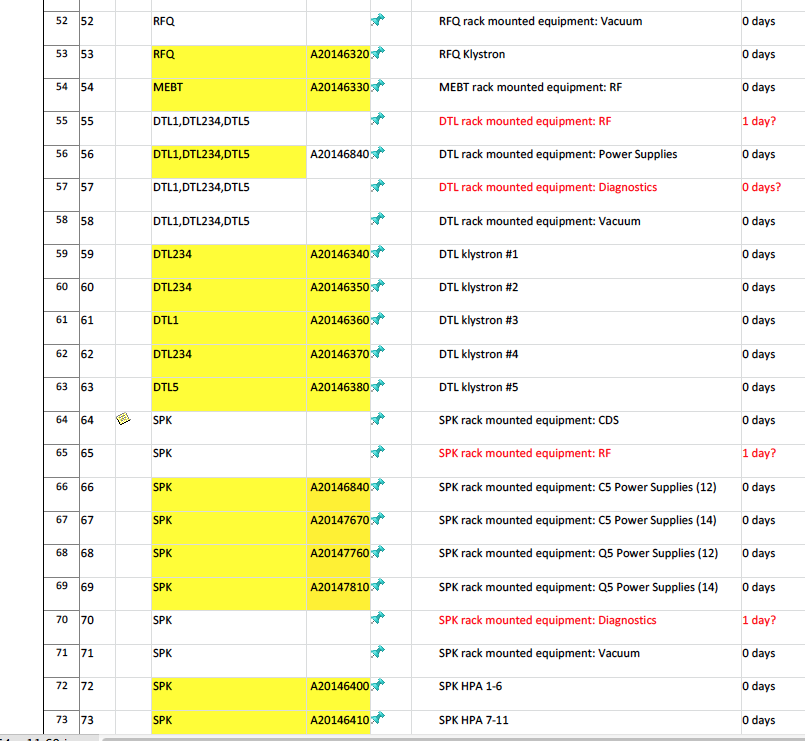 52 52 RFQ RFQ rack mounted equipment: Vacuum 0 days
53 53 RFQ A20146320 RFQ Klystron 0 days
54 54 MEBT A20146330 MEBT rack mounted equipment: RF 0 days
55 55 DTL1,DTL234,DTL5 DTL rack mounted equipment: RF 1 day?
56 56 DTL1,DTL234,DTL5 A20146840 DTL rack mounted equipment: Power Supplies 0 days
57 57 DTL1,DTL234,DTL5 DTL rack mounted equipment: Diagnostics 0 days?
58 58 DTL1,DTL234,DTL5 DTL rack mounted equipment: Vacuum 0 days
59 59 DTL234 A20146340 DTL klystron #1 0 days
60 60 DTL234 A20146350 DTL klystron #2 0 days
61 61 DTL1 A20146360 DTL klystron #3 0 days
62 62 DTL234 A20146370 DTL klystron #4 0 days
63 63 DTL5 A20146380 DTL klystron #5 0 days
64 64 SPK SPK rack mounted equipment: CDS 0 days
65 65 SPK SPK rack mounted equipment: RF 1 day?
66 66 SPK A20146840 SPK rack mounted equipment: C5 Power Supplies (12) 0 days
67 67 SPK A20147670 SPK rack mounted equipment: C5 Power Supplies (14) 0 days
68 68 SPK A20147760 SPK rack mounted equipment: Q5 Power Supplies (12) 0 days
69 69 SPK A20147810 SPK rack mounted equipment: Q5 Power Supplies (14) 0 days
70 70 SPK SPK rack mounted equipment: Diagnostics 1 day?
71 71 SPK SPK rack mounted equipment: Vacuum 0 days
72 72 SPK A20146400 SPK HPA 1-6 0 days
73 73 SPK A20146410 SPK HPA 7-11 0 days